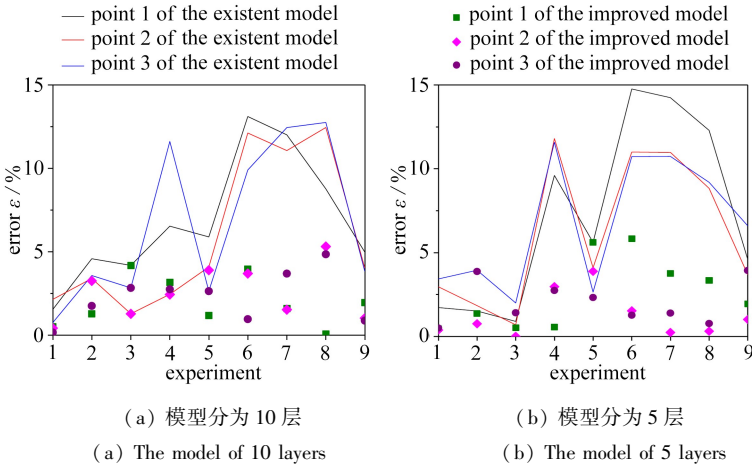 point 1 of the existent model
point 2 of the existent model
point 3 of the existent model
point 1 of the improved model
point 2 of the improved model
point 3 of the improved model
15
10
5
0
error ε / %
1 2 3 4 5 6 7 8 9
experiment
(a) 模型分为 10 层
(a) The model of 10 layers
15
10
5
0
error ε / %
1 2 3 4 5 6 7 8 9
experiment
(b) 模型分为 5 层
(b) The model of 5 layers